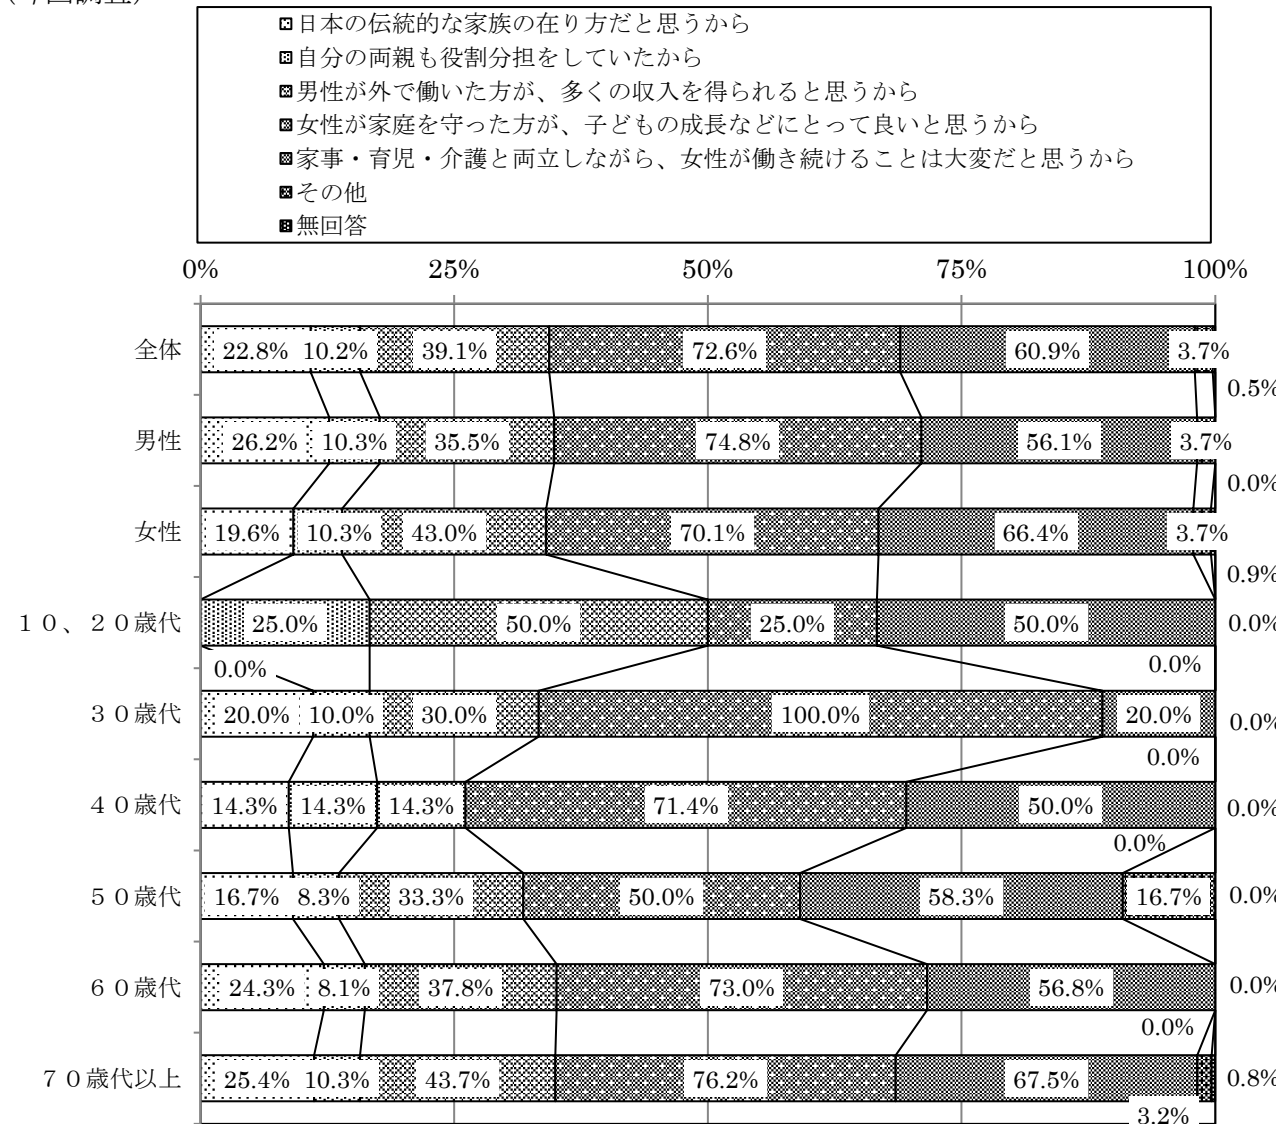 (今回調査)
日本の伝統的な家族の在り方だと思うから
自分の両親も役割分担をしていたから
男性が外で働いた方が、多くの収入を得られると思うから
女性が家庭を守った方が、子どもの成長などにとって良いと思うから
家事・育児・介護と両立しながら、女性が働き続けることは大変だと思うから
その他
無回答
0% 25% 50% 75% 100%
全体 22.8% 10.2% 39.1% 72.6% 60.9% 3.7%
0.5%
男性 26.2% 10.3% 35.5% 74.8% 56.1% 3.7%
0.0%
女性 19.6% 10.3% 43.0% 70.1% 66.4% 3.7%
0.9%
10、20歳代 25.0% 50.0% 25.0% 50.0% 0.0%
0.0% 0.0%
30歳代 20.0% 10.0% 30.0% 100.0% 20.0% 0.0%
0.0%
40歳代 14.3% 14.3% 14.3% 71.4% 50.0% 0.0%
0.0%
50歳代 16.7% 8.3% 33.3% 50.0% 58.3% 16.7% 0.0%
60歳代 24.3% 8.1% 37.8% 73.0% 56.8% 0.0%
0.0%
70歳代以上 25.4% 10.3% 43.7% 76.2% 67.5% 0.8%
3.2%